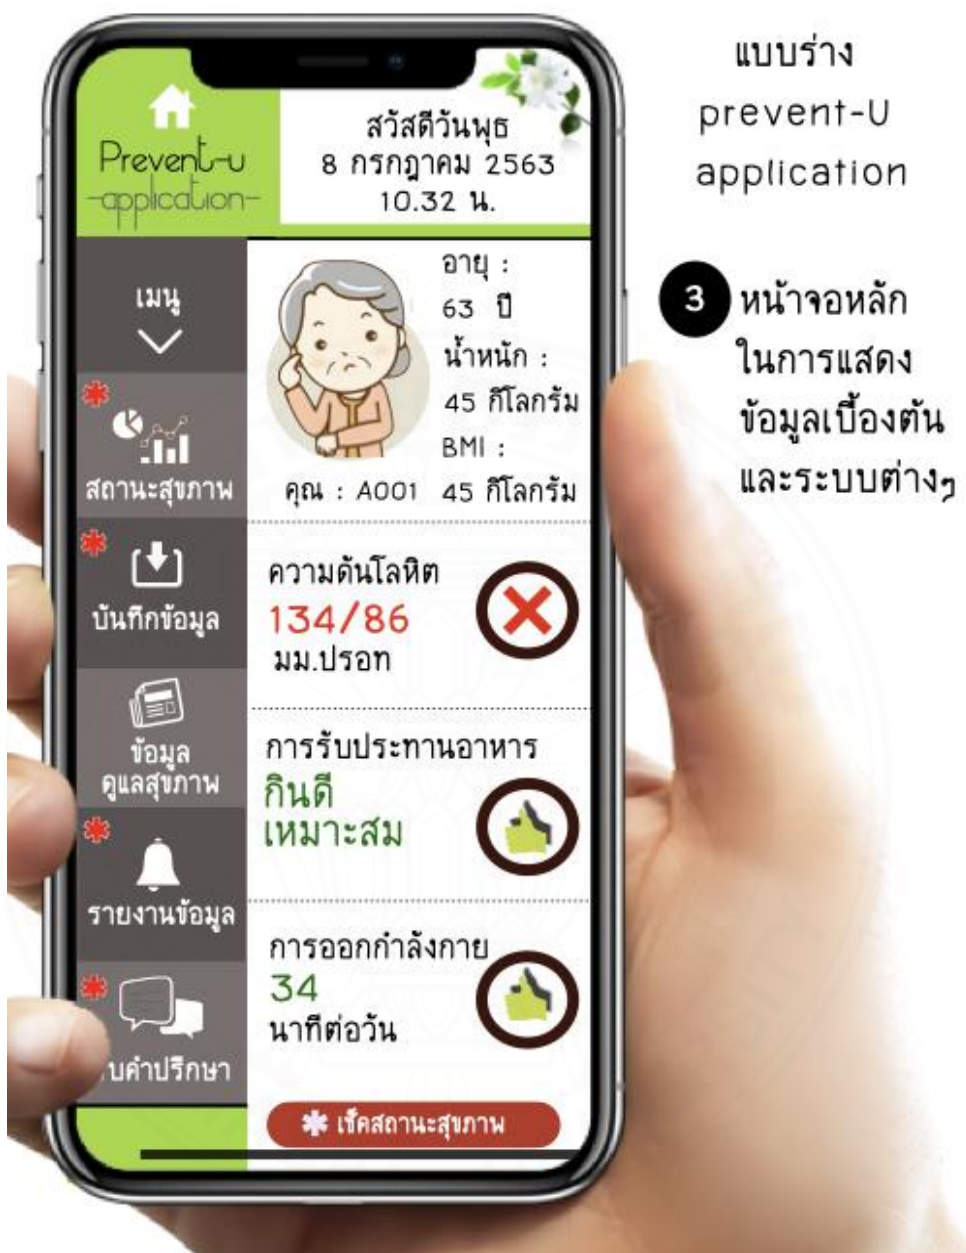 แบบร่าง
prevent-U
application
3 หน้าจอหลัก
ในการแสดง
ข้อมูลเบื้องต้น
และระบบต่างๆ
Prevent-u
-application-
สวัสดีวันพุธ
8 กรกฎาคม 2563
10.32 น.
เมนู
สถานะสุขภาพ
บันทึกข้อมูล
ข้อมูล
ดูแลสุขภาพ
รายงานข้อมูล
บคำปรึกษา
อายุ :
63 ปี
น้ำหนัก :
45 กิโลกรัม
BMI :
คุณ : A001 45 กิโลกรัม
ความดันโลหิต
134/86
มม.ปรอท
การรับประทานอาหาร
กินดี
เหมาะสม
การออกกำลังกาย
34
นาทีต่อวัน
เช็คสถานะสุขภาพ